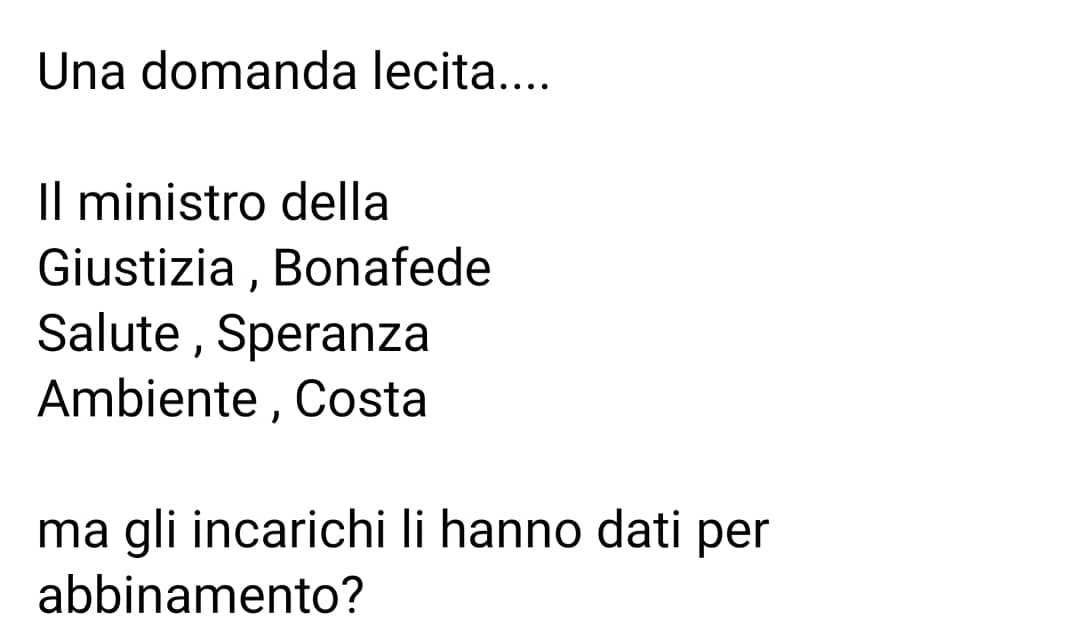 Una domanda lecita....
Il ministro della
Giustizia , Bonafede
Salute , Speranza
Ambiente , Costa
ma gli incarichi li hanno dati per
abbinamento?